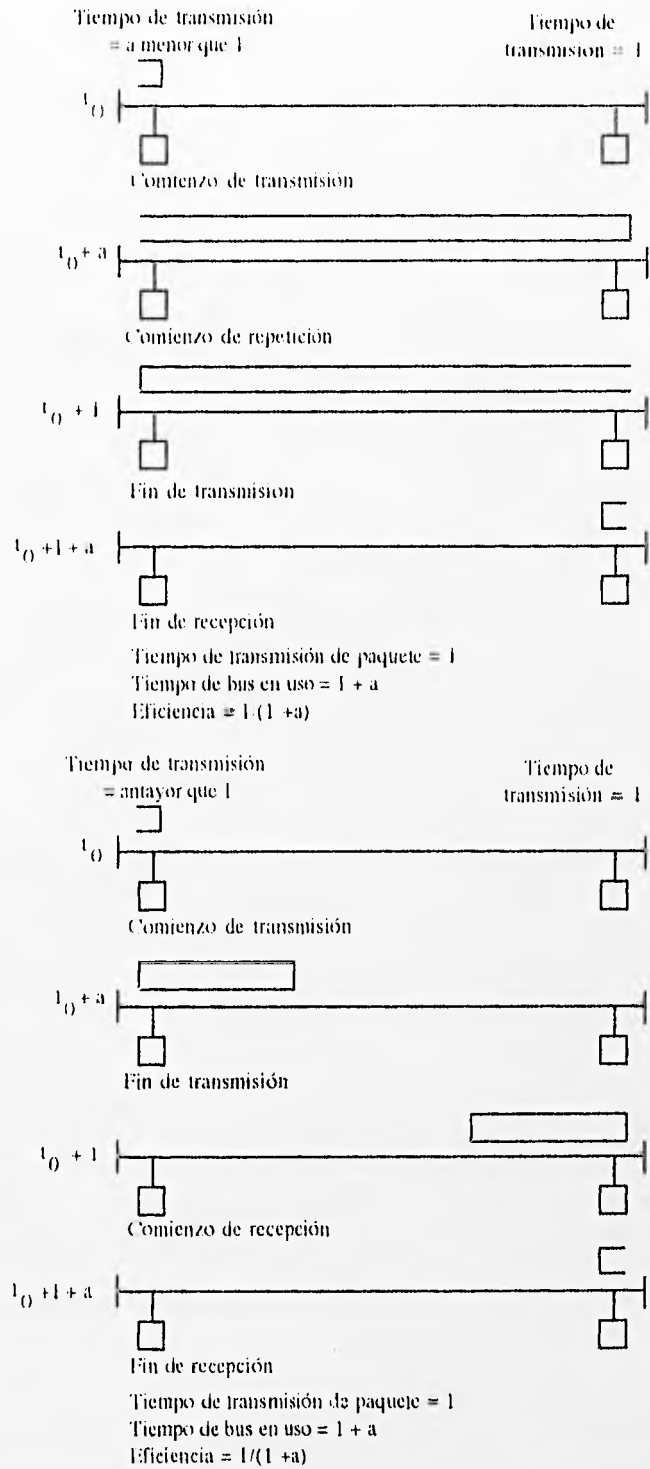 Tiempo de transmisión
= a menor que 1
Tiempo de
transmision = 1
t0
Comienzo de transmisión
t0 + a
Comienzo de repetición
t0 + 1
Fin de transmision
t0 +1 + a
Fin de recepción
Tiempo de transmisión de paquete = 1
Tiempo de bus en uso = 1 + a
Eficiencia = 1/(1 +a)
Tiempo de transmisión
= antayor que 1
Tiempo de
transmisión = 1
t0
Comienzo de transmisión
t0 + a
Fin de transmisión
t0 + 1
Comienzo de recepción
t0 +1 + a
Fin de recepción
Tiempo de transmisión de paquete = 1
Tiempo de bus en uso = 1 + a
Eficiencia = 1/(1 +a)